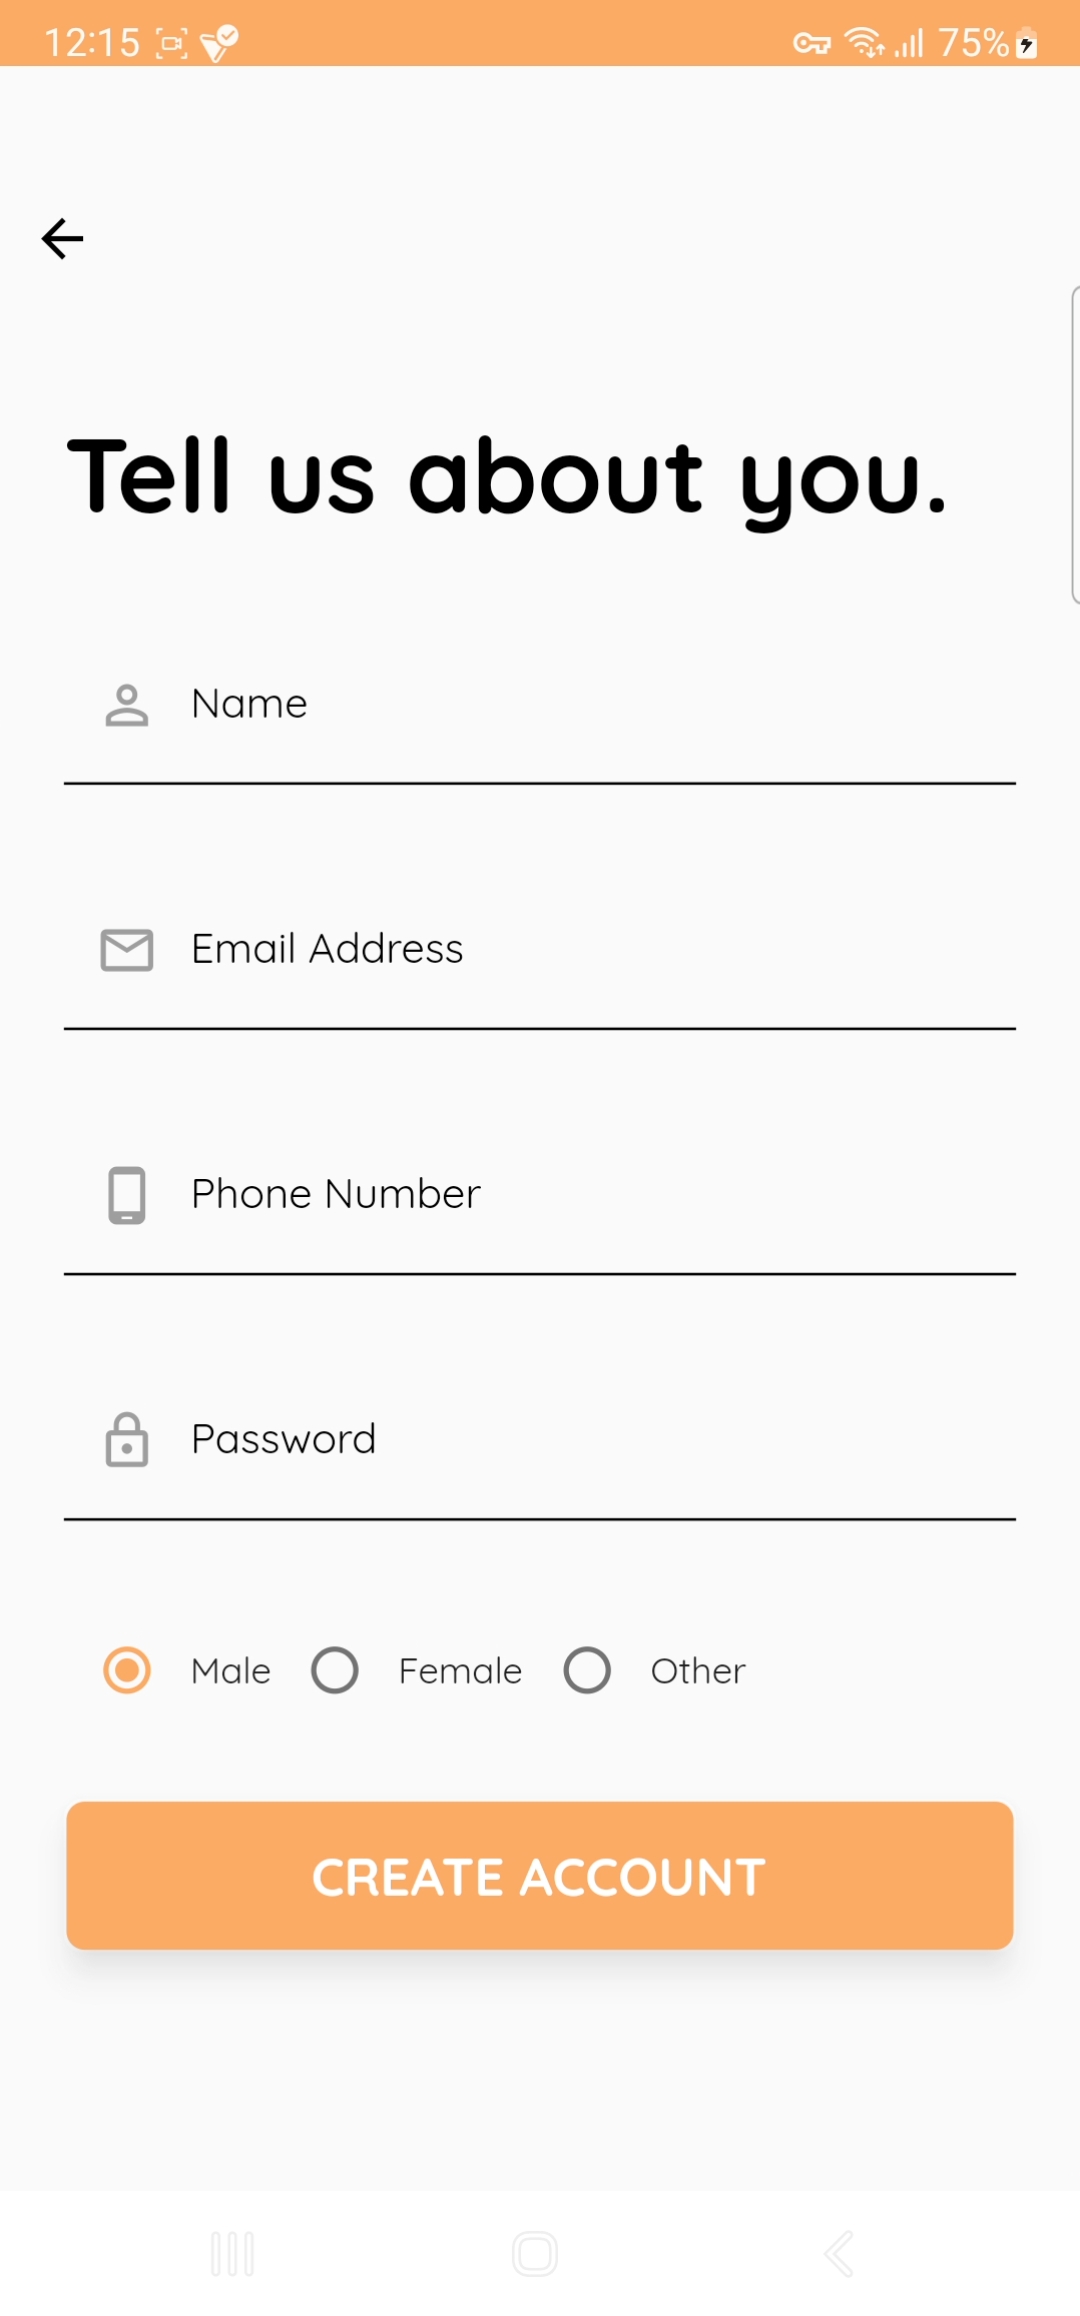 12:15 75%
Tell us about you.
Name
Email Address
Phone Number
Password
Male Female Other
CREATE ACCOUNT